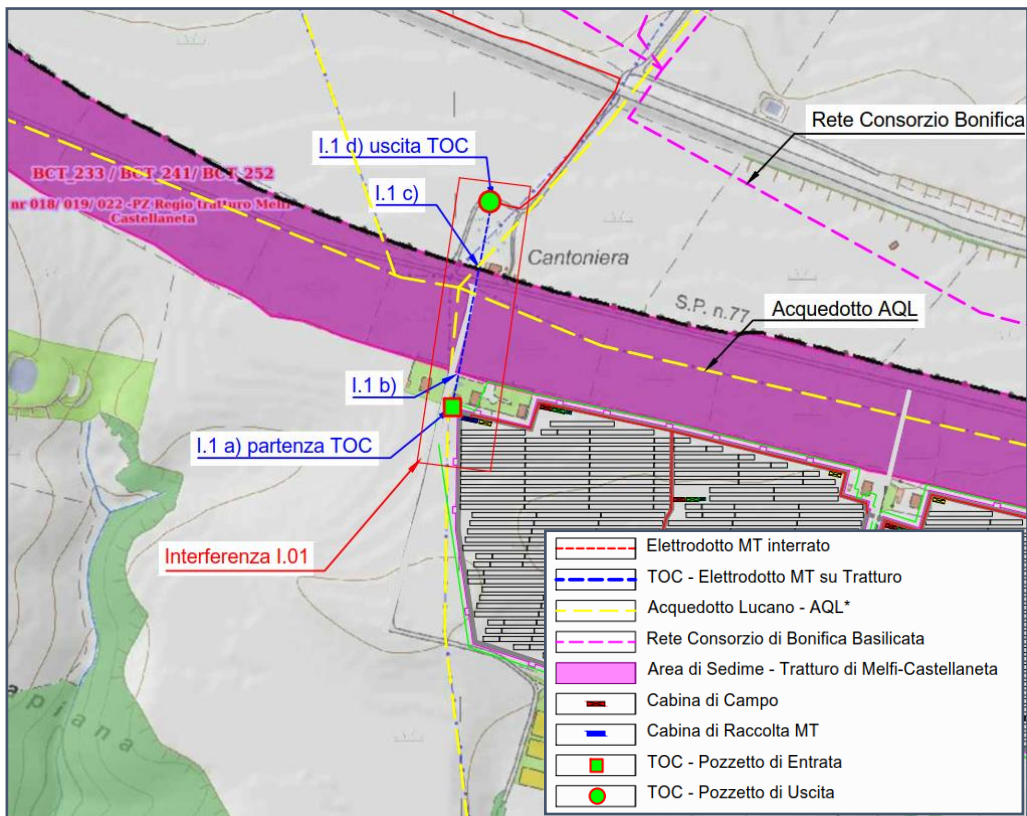 Rete Consorzio Bonifica
I.1 d) uscita TOC
BCT_233 / BCT_241/ BCT_252
nr 018/ 019/ 022 -PZ Regio tratturo Melfi-
Castellaneta
I.1 c)
Cantoniera
S.P. n.77
Acquedotto AQL
I.1 b)
I.1 a) partenza TOC
Interferenza I.01
apiana
Elettrodotto MT interrato
TOC - Elettrodotto MT su Tratturo
Acquedotto Lucano - AQL*
Rete Consorzio di Bonifica Basilicata
Area di Sedime - Tratturo di Melfi-Castellaneta
Cabina di Campo
Cabina di Raccolta MT
TOC - Pozzetto di Entrata
TOC - Pozzetto di Uscita